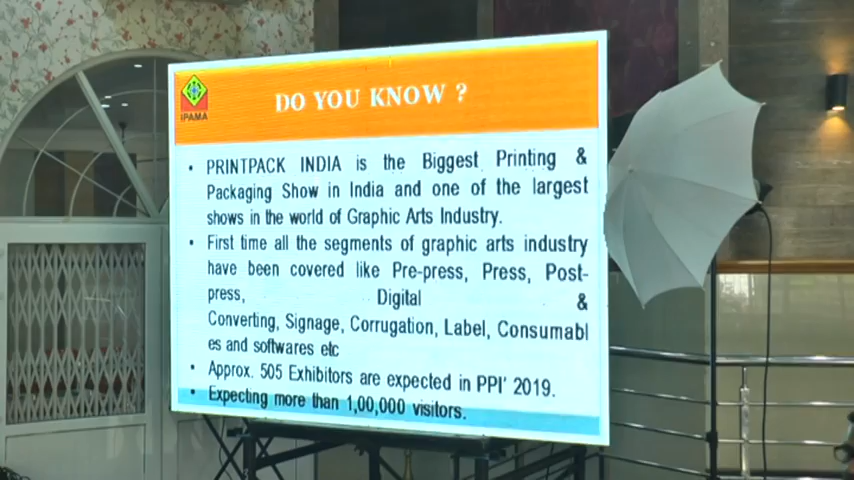 IPAMA
DO YOU KNOW ?
• PRINTPACK INDIA is the Biggest Printing &
Packaging Show in India and one of the largest
shows in the world of Graphic Arts Industry.
• First time all the segments of graphic arts industry
have been covered like Pre-press, Press, Post-
press, Digital &
Converting, Signage, Corrugation, Label, Consumabl
es and softwares etc
• Approx. 505 Exhibitors are expected in PPI' 2019.
• Expecting more than 1,00,000 visitors.